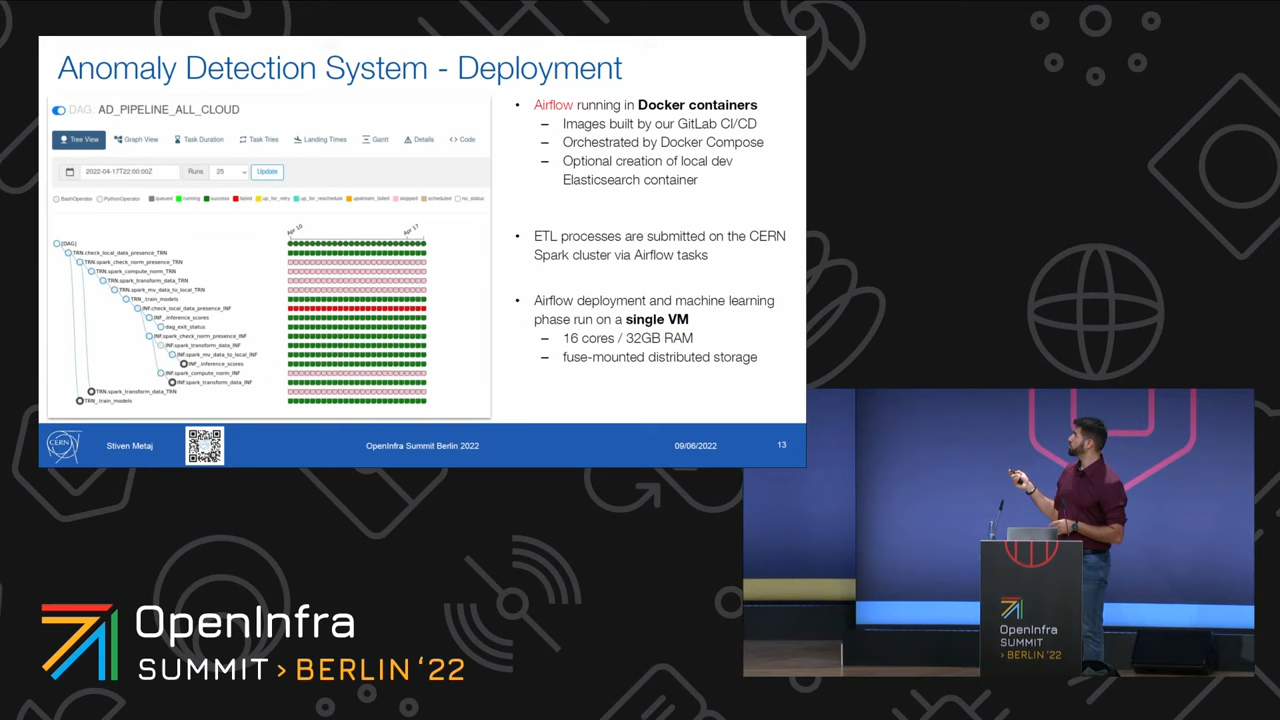 Anomaly Detection System - Deployment
DAG: AD_PIPELINE_ALL_CLOUD
Tree View Graph View Task Duration Task Tries Landing Times Gantt Details <> Code
2022-04-17T22:00:00Z Runs 25 Update
BashOperator PythonOperator queued running success failed up_for_retry up_for_reschedule upstream_failed skipped scheduled no_status
Apr 10 Apr 17
[DAG]
TRN.check_local_data_presence_TRN
TRN.spark_check_norm_presence_TRN
TRN.spark_compute_norm_TRN
TRN.spark_transform_data_TRN
TRN.spark_mv_data_to_local_TRN
TRN_.train_models
INF.check_local_data_presence_INF
INF_.inference_scores
dag_exit_status
INF.spark_check_norm_presence_INF
INF.spark_transform_data_INF
INF.spark_mv_data_to_local_INF
INF_.inference_scores
INF.spark_compute_norm_INF
INF.spark_transform_data_INF
TRN.spark_transform_data_TRN
TRN_.train_models
• Airflow running in Docker containers
– Images built by our GitLab CI/CD
– Orchestrated by Docker Compose
– Optional creation of local dev
Elasticsearch container
• ETL processes are submitted on the CERN
Spark cluster via Airflow tasks
• Airflow deployment and machine learning
phase run on a single VM
– 16 cores / 32GB RAM
– fuse-mounted distributed storage
CERN
Stiven Metaj OpenInfra Summit Berlin 2022 09/06/2022 13
OpenInfra
SUMMIT > BERLIN '22
OpenInfra
SUMMIT
> BERLIN '22